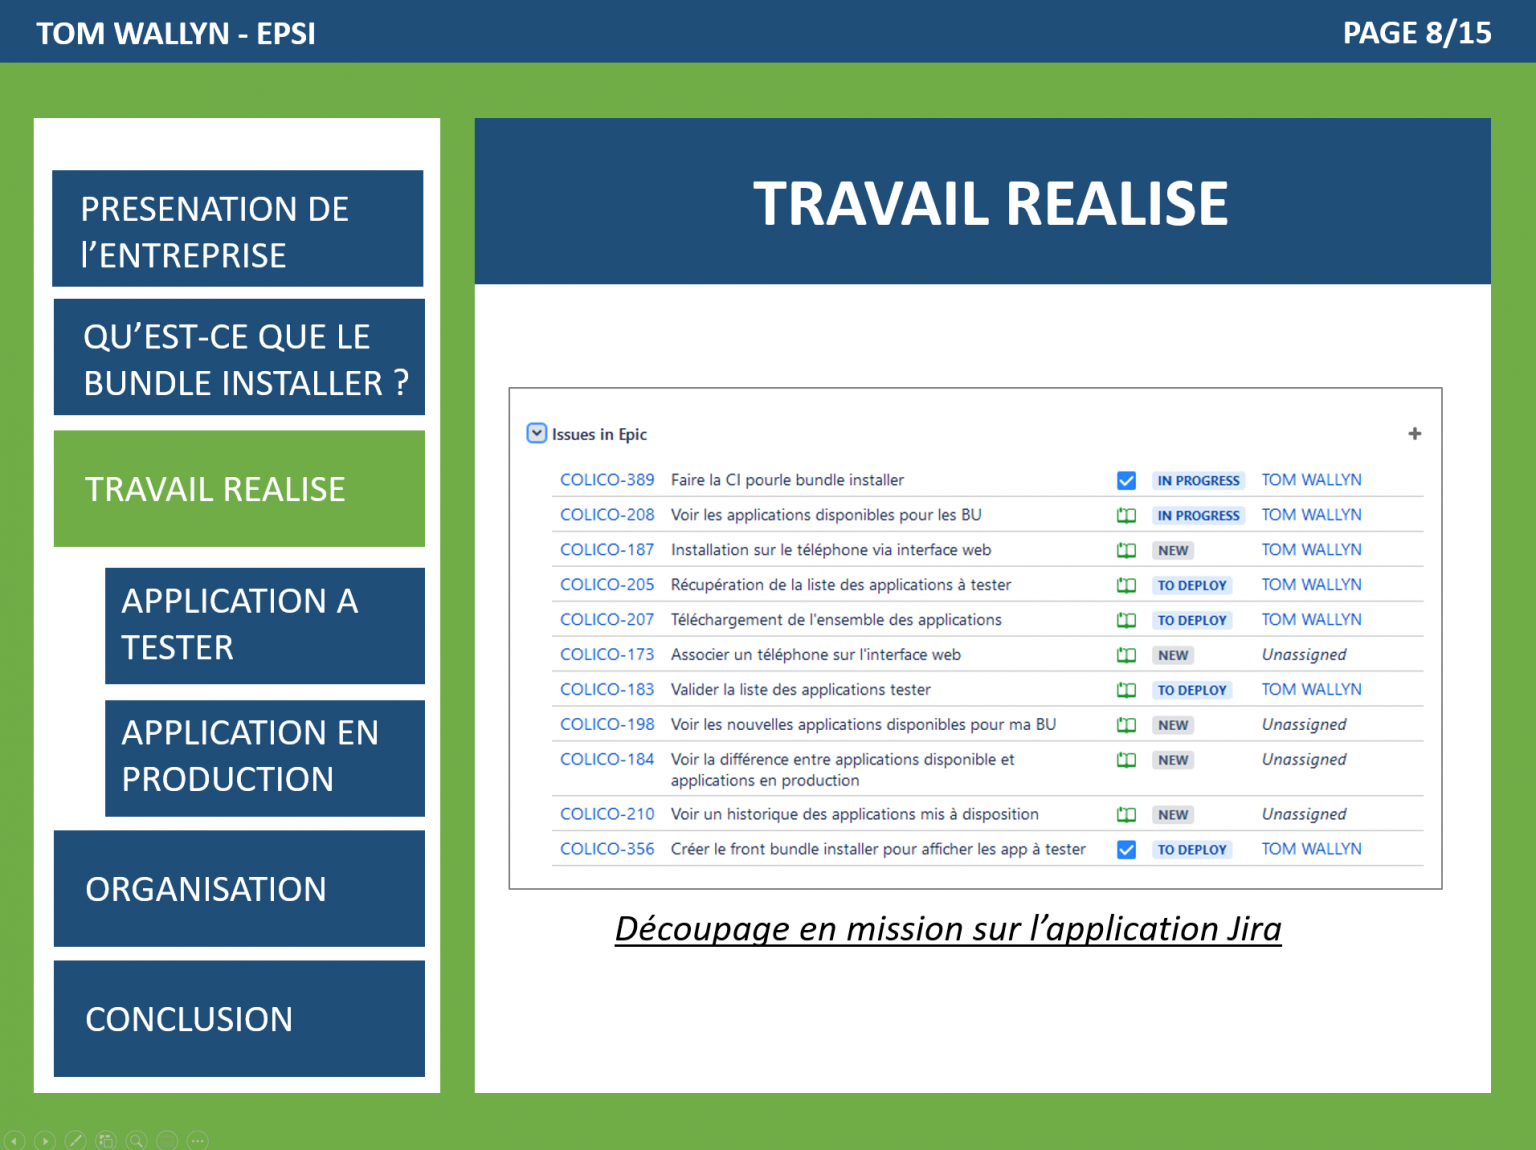 TOM WALLYN - EPSI
PAGE 8/15
PRESENATION DE
l’ENTREPRISE
QU’EST-CE QUE LE
BUNDLE INSTALLER ?
TRAVAIL REALISE
APPLICATION A
TESTER
APPLICATION EN
PRODUCTION
ORGANISATION
CONCLUSION
TRAVAIL REALISE
Issues in Epic
COLICO-389 Faire la CI pourle bundle installer IN PROGRESS TOM WALLYN
COLICO-208 Voir les applications disponibles pour les BU IN PROGRESS TOM WALLYN
COLICO-187 Installation sur le téléphone via interface web NEW TOM WALLYN
COLICO-205 Récupération de la liste des applications à tester TO DEPLOY TOM WALLYN
COLICO-207 Téléchargement de l'ensemble des applications TO DEPLOY TOM WALLYN
COLICO-173 Associer un téléphone sur l'interface web NEW Unassigned
COLICO-183 Valider la liste des applications tester TO DEPLOY TOM WALLYN
COLICO-198 Voir les nouvelles applications disponibles pour ma BU NEW Unassigned
COLICO-184 Voir la différence entre applications disponible et NEW Unassigned
applications en production
COLICO-210 Voir un historique des applications mis à disposition NEW Unassigned
COLICO-356 Créer le front bundle installer pour afficher les app à tester TO DEPLOY TOM WALLYN
Découpage en mission sur l’application Jira